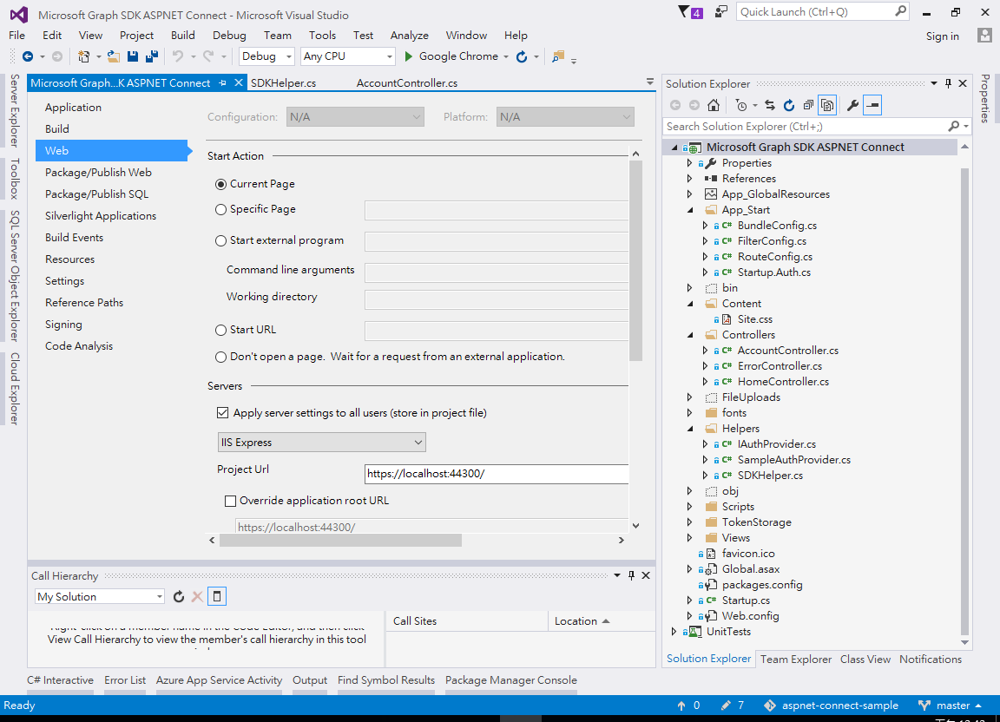 Microsoft Graph SDK ASPNET Connect - Microsoft Visual Studio
4
Quick Launch (Ctrl+Q)
File Edit View Project Build Debug Team Tools Test Analyze Window Help
Sign in
Debug Any CPU Google Chrome
Server Explorer
Toolbox
SQL Server Object Explorer
Cloud Explorer
Microsoft Graph...K ASPNET Connect SDKHelper.cs AccountController.cs
Application
Build
Web
Package/Publish Web
Package/Publish SQL
Silverlight Applications
Build Events
Resources
Settings
Reference Paths
Signing
Code Analysis
Configuration: N/A Platform: N/A
Start Action
Current Page
Specific Page
Start external program
Command line arguments
Working directory
Start URL
Don't open a page. Wait for a request from an external application.
Servers
Apply server settings to all users (store in project file)
IIS Express
Project Url https://localhost:44300/
Override application root URL
https://localhost:44300/
Call Hierarchy
My Solution
Right-click on a member name in the Code Editor, and then click
View Call Hierarchy to view the member's call hierarchy in this tool
Call Sites Location
Solution Explorer
Search Solution Explorer (Ctrl+;)
Microsoft Graph SDK ASPNET Connect
Properties
References
App_GlobalResources
App_Start
C# BundleConfig.cs
C# FilterConfig.cs
C# RouteConfig.cs
C# Startup.Auth.cs
bin
Content
Site.css
Controllers
C# AccountController.cs
C# ErrorController.cs
C# HomeController.cs
FileUploads
fonts
Helpers
C# IAuthProvider.cs
C# SampleAuthProvider.cs
C# SDKHelper.cs
obj
Scripts
TokenStorage
Views
favicon.ico
Global.asax
packages.config
C# Startup.cs
Web.config
UnitTests
Solution Explorer Team Explorer Class View Notifications
Properties
C# Interactive Error List Azure App Service Activity Output Find Symbol Results Package Manager Console
Ready 0 7 aspnet-connect-sample master